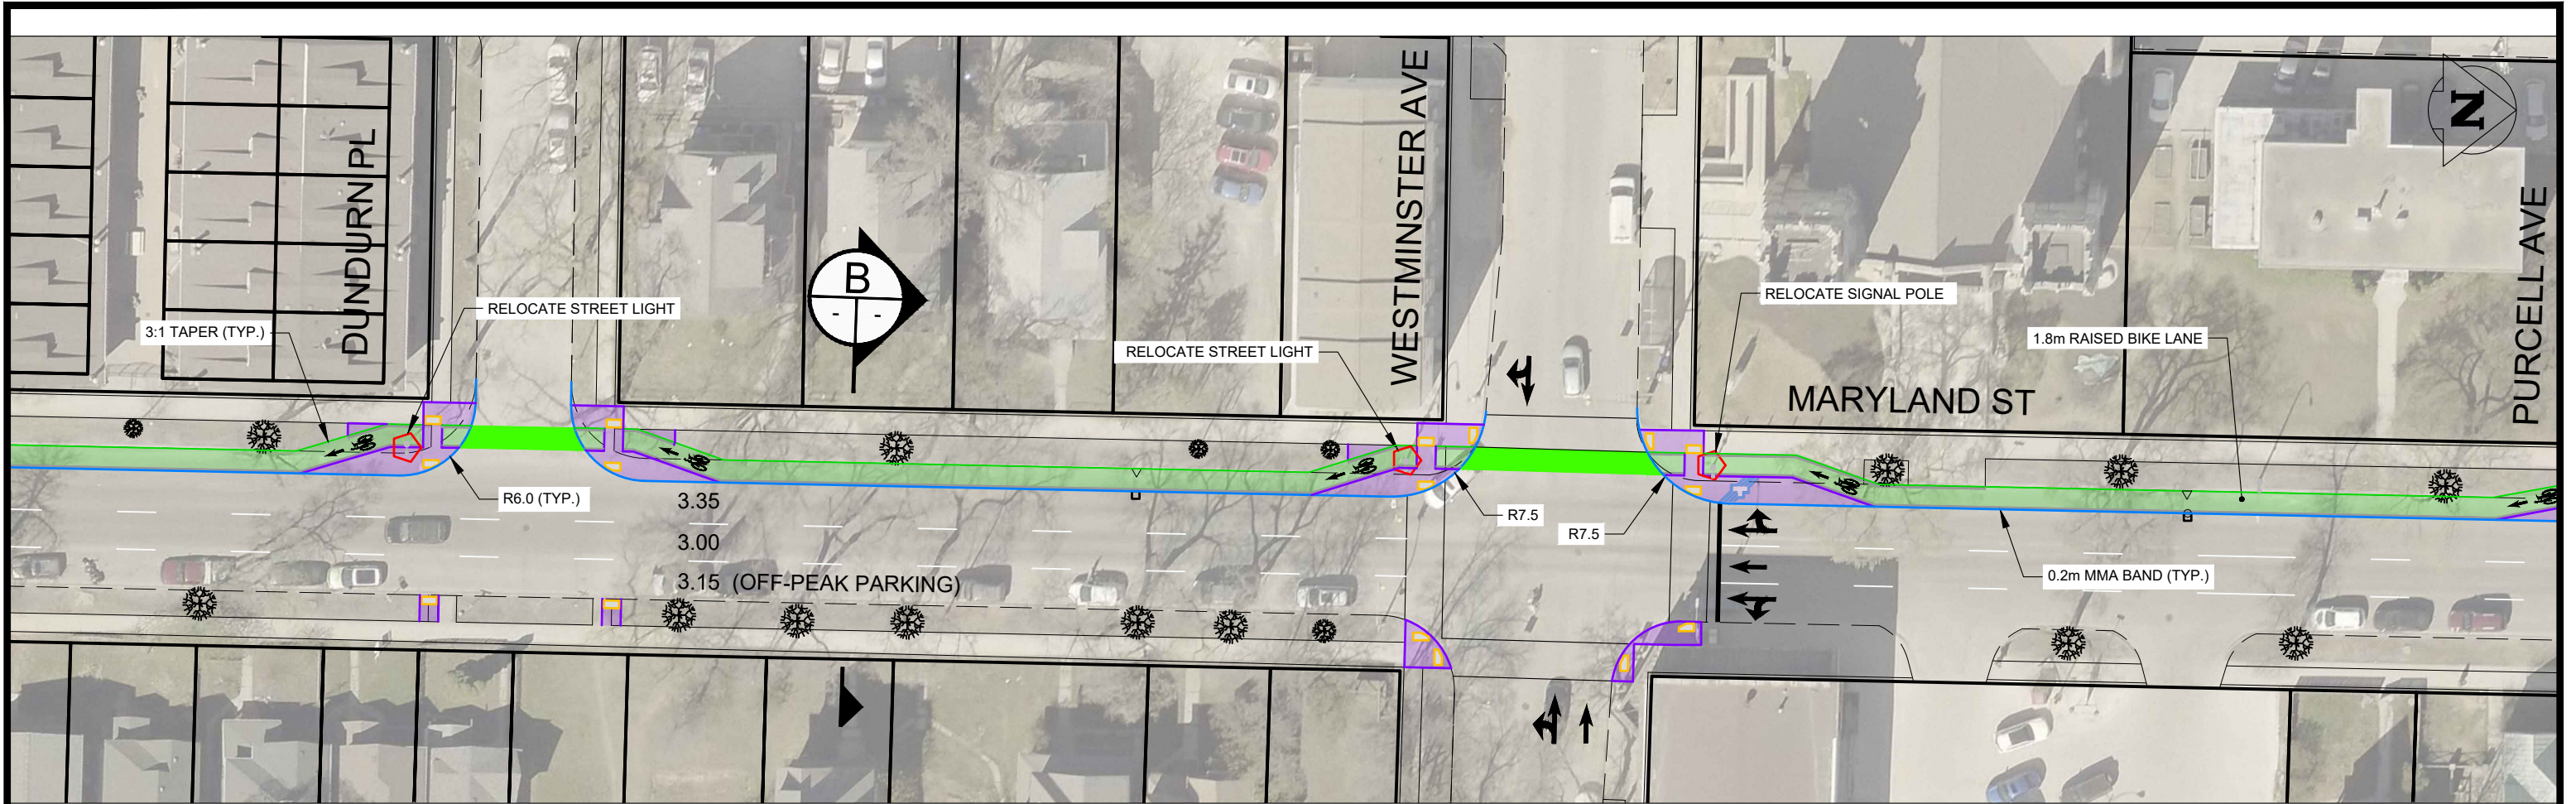 N
DUNDURN PL
WESTMINSTER AVE
PURCELL AVE
B
- -
RELOCATE STREET LIGHT
3:1 TAPER (TYP.)
RELOCATE STREET LIGHT
RELOCATE SIGNAL POLE
1.8m RAISED BIKE LANE
MARYLAND ST
R6.0 (TYP.)
3.35
3.00
3.15 (OFF-PEAK PARKING)
R7.5
R7.5
0.2m MMA BAND (TYP.)